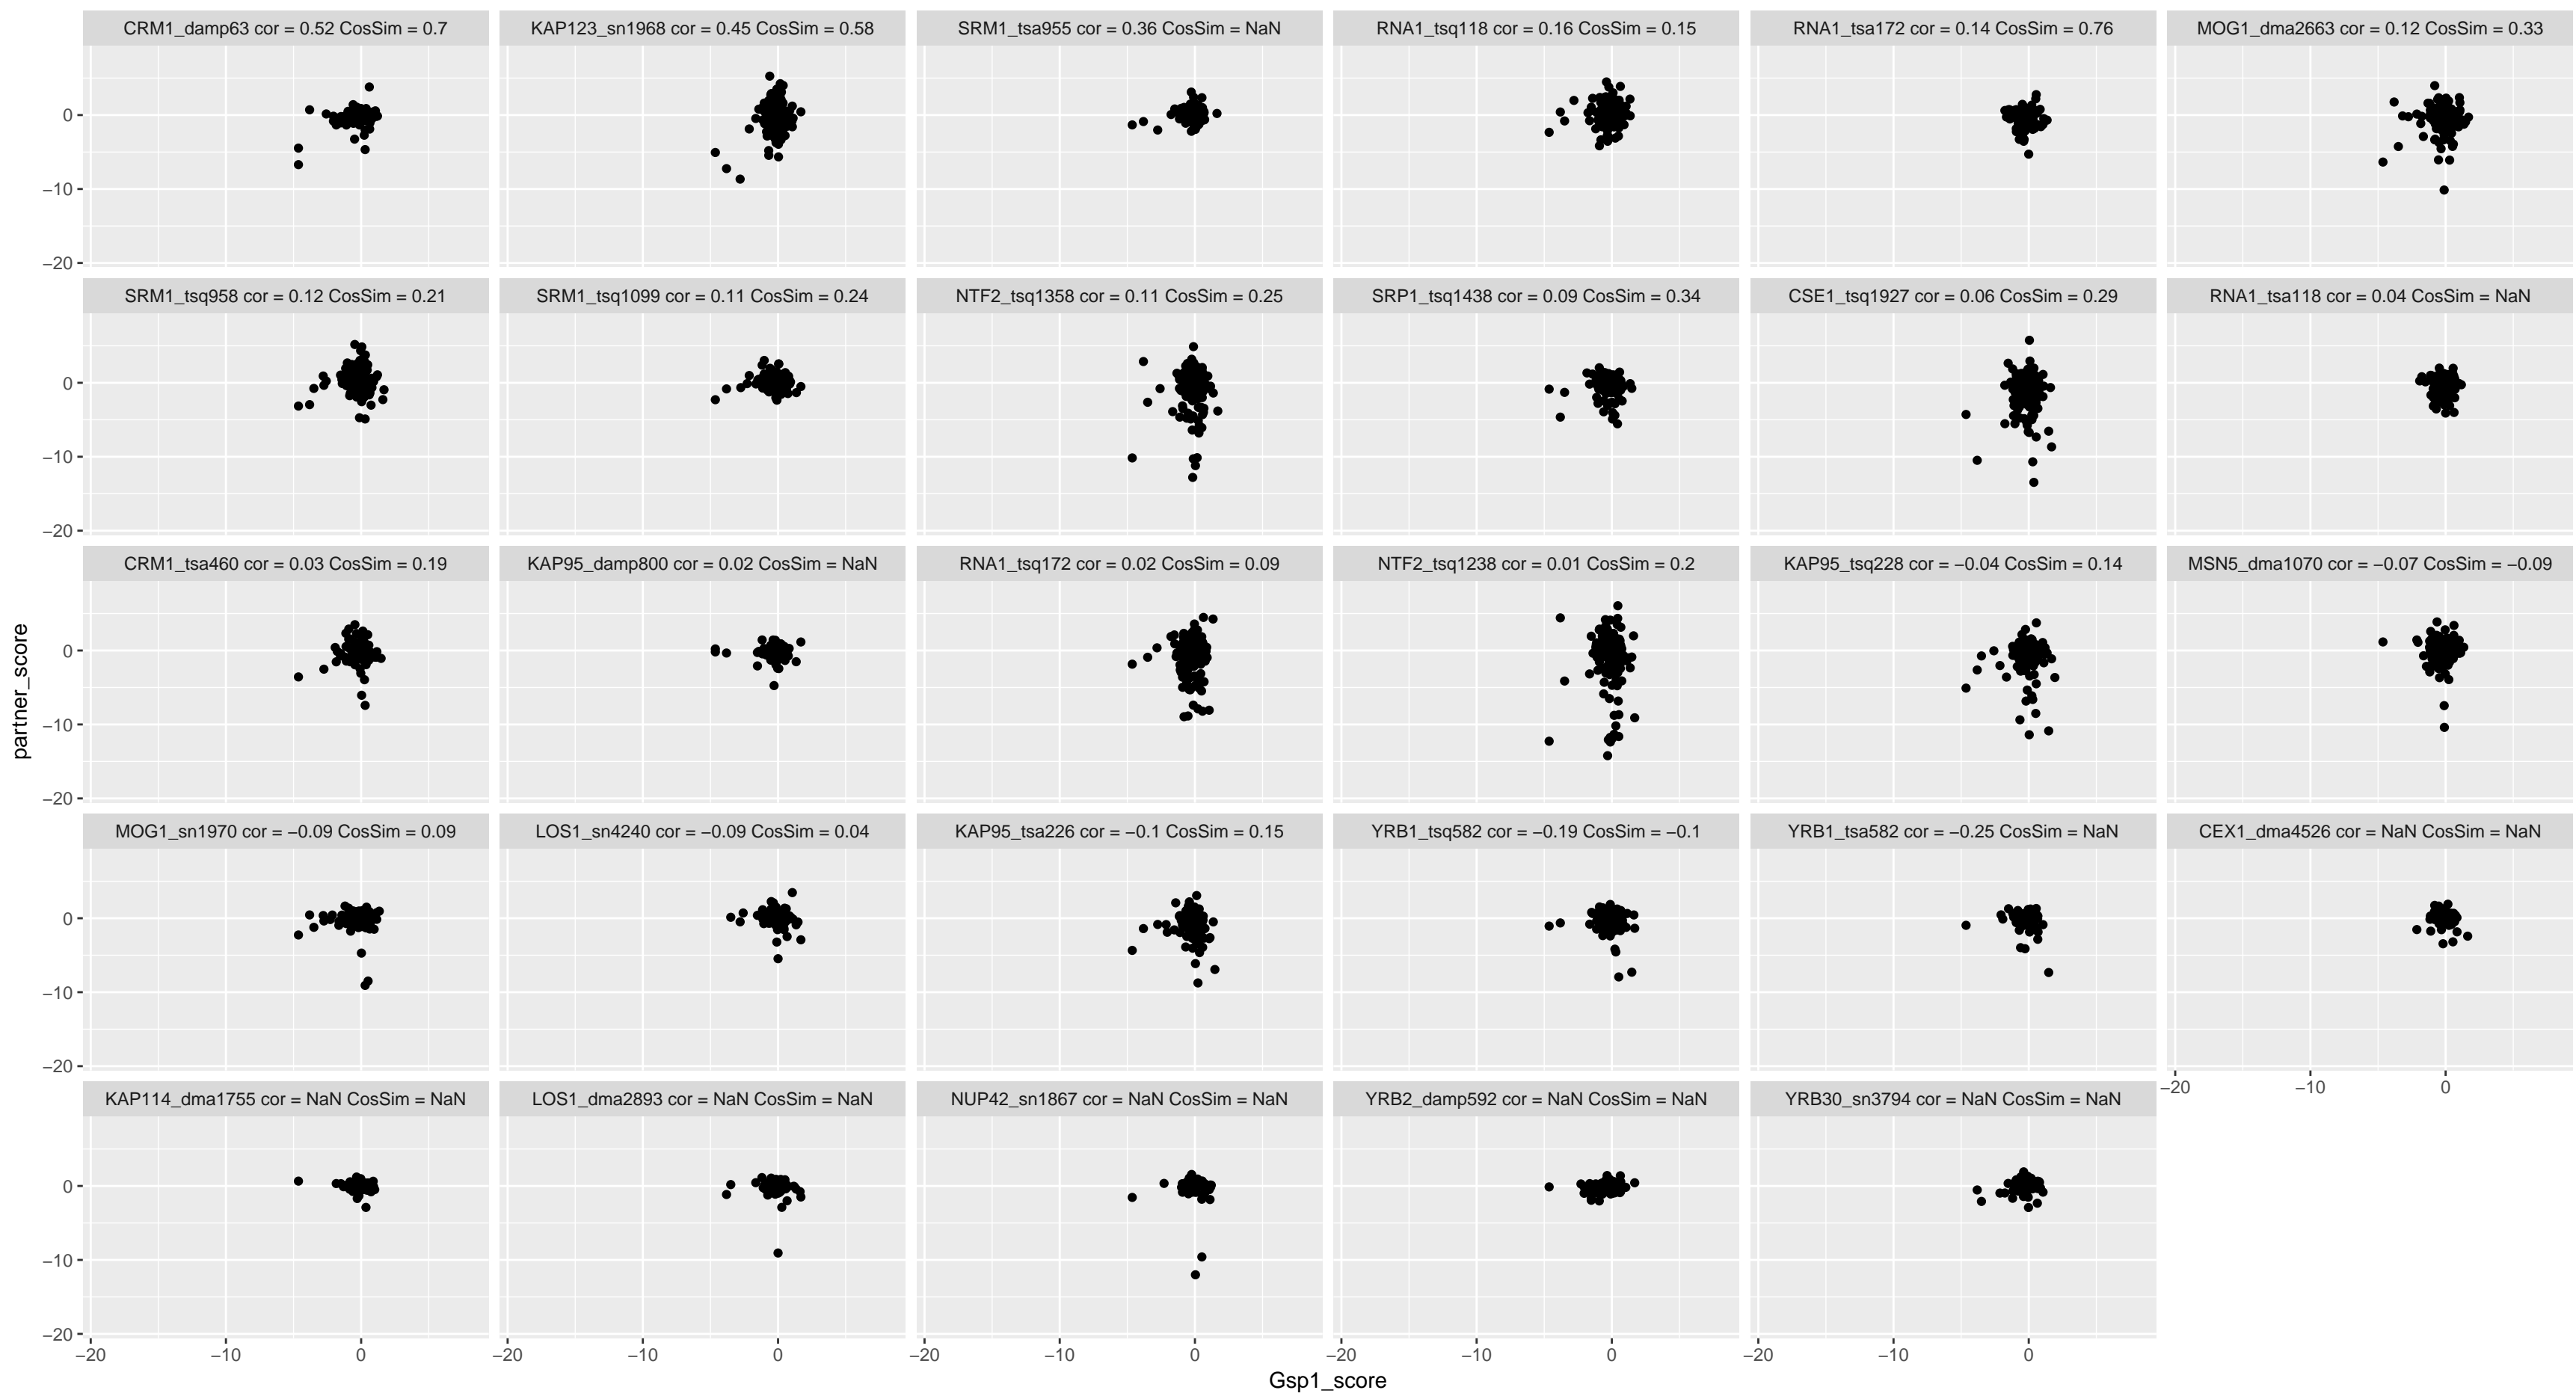 CRM1_damp63 cor = 0.52 CosSim = 0.7
KAP123_sn1968 cor = 0.45 CosSim = 0.58
SRM1_tsa955 cor = 0.36 CosSim = NaN
RNA1_tsq118 cor = 0.16 CosSim = 0.15
RNA1_tsa172 cor = 0.14 CosSim = 0.76
MOG1_dma2663 cor = 0.12 CosSim = 0.33
0
−10
−20
SRM1_tsq958 cor = 0.12 CosSim = 0.21
SRM1_tsq1099 cor = 0.11 CosSim = 0.24
NTF2_tsq1358 cor = 0.11 CosSim = 0.25
SRP1_tsq1438 cor = 0.09 CosSim = 0.34
CSE1_tsq1927 cor = 0.06 CosSim = 0.29
RNA1_tsa118 cor = 0.04 CosSim = NaN
0
−10
−20
CRM1_tsa460 cor = 0.03 CosSim = 0.19
KAP95_damp800 cor = 0.02 CosSim = NaN
RNA1_tsq172 cor = 0.02 CosSim = 0.09
NTF2_tsq1238 cor = 0.01 CosSim = 0.2
KAP95_tsq228 cor = −0.04 CosSim = 0.14
MSN5_dma1070 cor = −0.07 CosSim = −0.09
0
−10
−20
partner_score
MOG1_sn1970 cor = −0.09 CosSim = 0.09
LOS1_sn4240 cor = −0.09 CosSim = 0.04
KAP95_tsa226 cor = −0.1 CosSim = 0.15
YRB1_tsq582 cor = −0.19 CosSim = −0.1
YRB1_tsa582 cor = −0.25 CosSim = NaN
CEX1_dma4526 cor = NaN CosSim = NaN
0
−10
−20
−20 −10 0
KAP114_dma1755 cor = NaN CosSim = NaN
LOS1_dma2893 cor = NaN CosSim = NaN
NUP42_sn1867 cor = NaN CosSim = NaN
YRB2_damp592 cor = NaN CosSim = NaN
YRB30_sn3794 cor = NaN CosSim = NaN
0
−10
−20
−20 −10 0 −20 −10 0 −20 −10 0 −20 −10 0 −20 −10 0
Gsp1_score